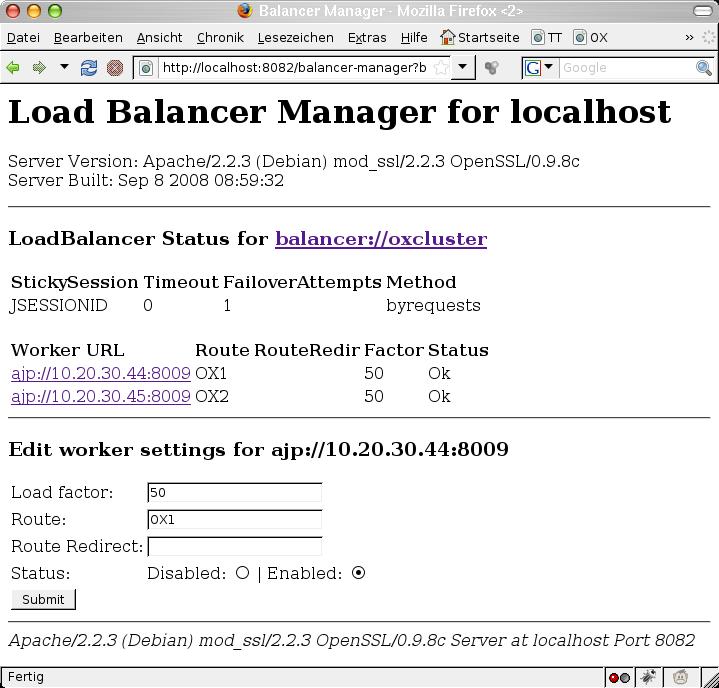 Balancer Manager - Mozilla Firefox <2>
Datei Bearbeiten Ansicht Chronik Lesezeichen Extras Hilfe Startseite TT OX »
http://localhost:8082/balancer-manager?b G Google
Load Balancer Manager for localhost
Server Version: Apache/2.2.3 (Debian) mod_ssl/2.2.3 OpenSSL/0.9.8c
Server Built: Sep 8 2008 08:59:32
LoadBalancer Status for balancer://oxcluster
StickySession Timeout FailoverAttempts Method
JSESSIONID 0 1 byrequests
Worker URL Route RouteRedir Factor Status
ajp://10.20.30.44:8009 OX1 50 Ok
ajp://10.20.30.45:8009 OX2 50 Ok
Edit worker settings for ajp://10.20.30.44:8009
Load factor: 50
Route: OX1
Route Redirect:
Status: Disabled: | Enabled:
Submit
Apache/2.2.3 (Debian) mod_ssl/2.2.3 OpenSSL/0.9.8c Server at localhost Port 8082
Fertig